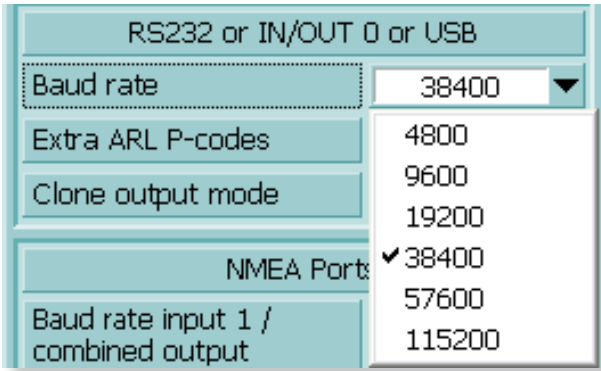 RS232 or IN/OUT 0 or USB
Baud rate
38400
Extra ARL P-codes
Clone output mode
4800
9600
19200
38400
57600
115200
NMEA Ports
Baud rate input 1 /
combined output